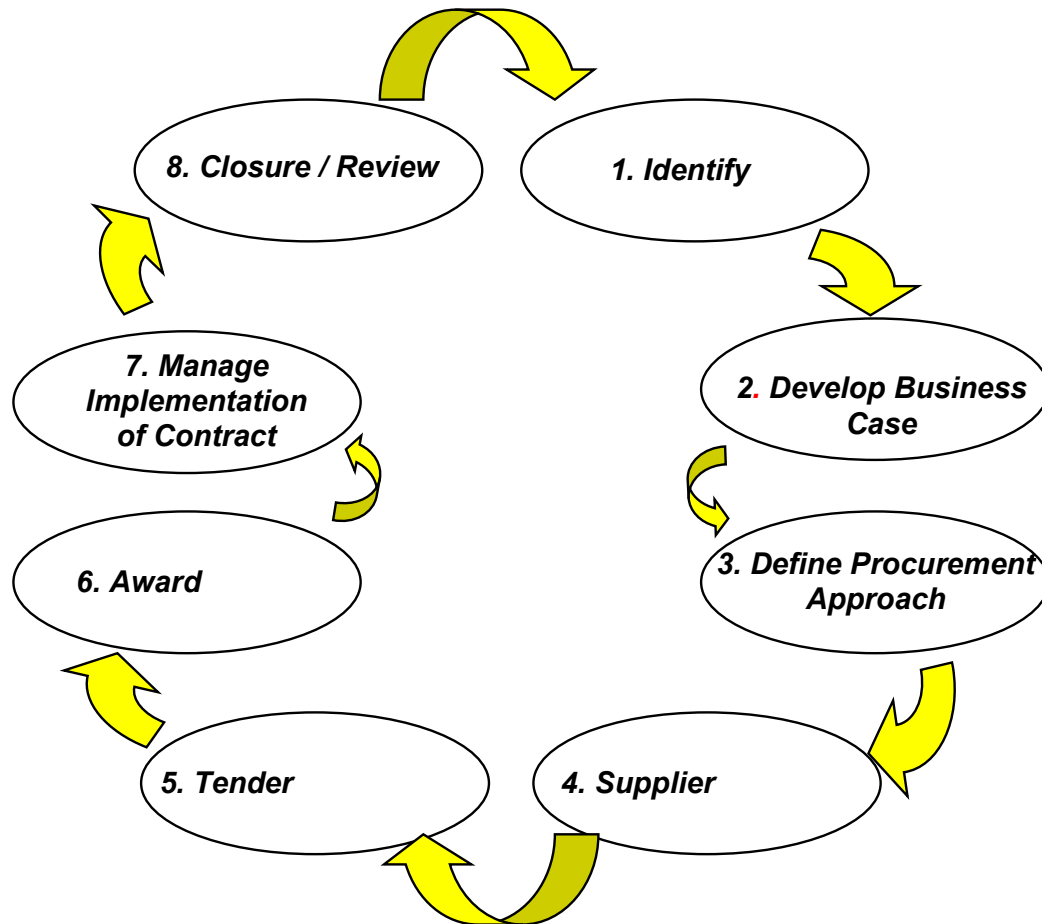 1. Identify
2. Develop Business
Case
3. Define Procurement
Approach
4. Supplier
5. Tender
6. Award
7. Manage
Implementation
of Contract
8. Closure / Review